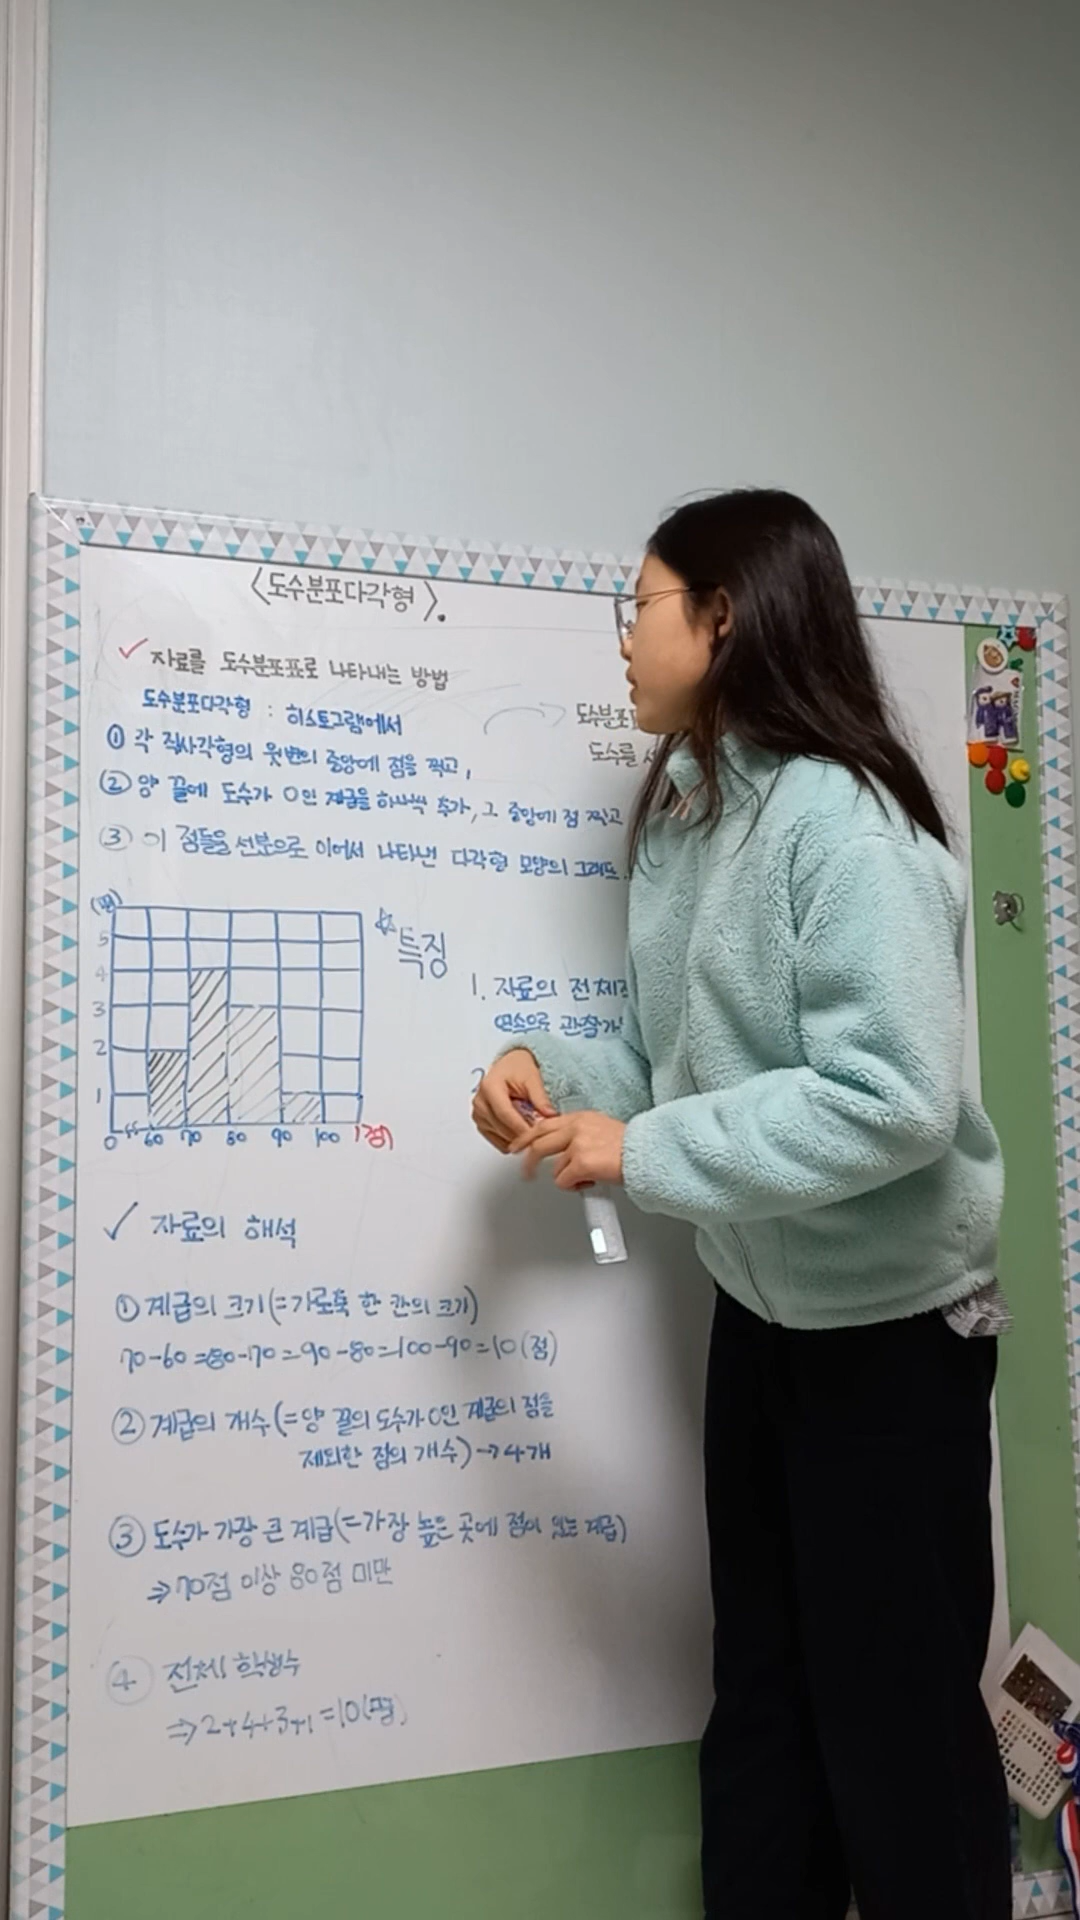 <도수분포다각형>.
✓ 자료를 도수분포표로 나타내는 방법
도수분포다각형 : 히스토그램에서
① 각 직사각형의 윗변의 중앙에 점을 찍고,
② 양 끝에 도수가 0인 계급을 하나씩 추가, 그 중앙에 점 찍고
③ 이 점들을 선분으로 이어서 나타낸 다각형 모양의 그래프.
도수분포
도수를
(명)
5
4
3
2
1
0 60 70 80 90 100 (점)
☆특징
1. 자료의 전체
연속으로 관찰가
2
✓ 자료의 해석
① 계급의 크기(=가로축 한 칸의 크기)
70-60=80-70=90-80=100-90=10(점)
② 계급의 개수(=양 끝의 도수가 0인 계급의 점을
제외한 점의 개수)→4개
③ 도수가 가장 큰 계급(=가장 높은 곳에 점이 있는 계급)
⇒70점 이상 80점 미만
④ 전체 학생수
⇒2+4+3+1=10(명)